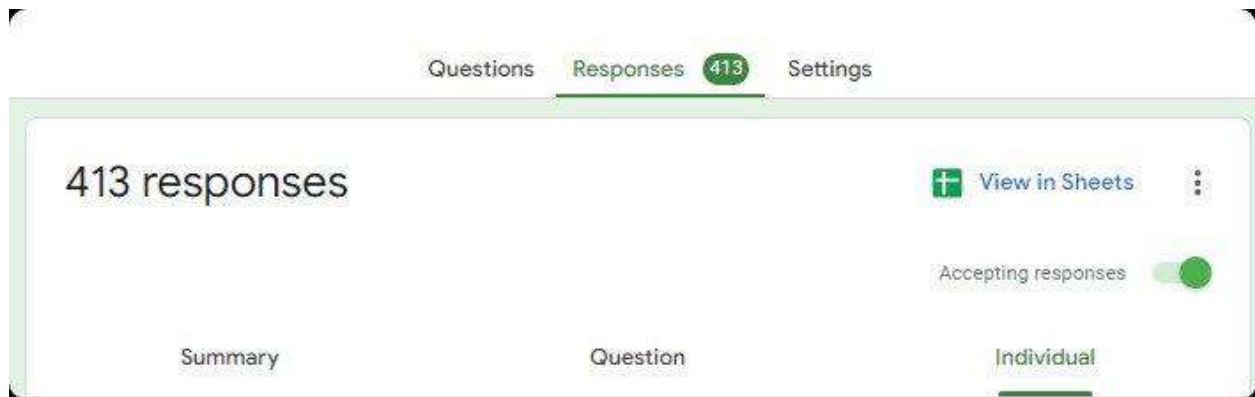 Questions Responses 413 Settings
413 responses
View in Sheets
Accepting responses
Summary Question Individual